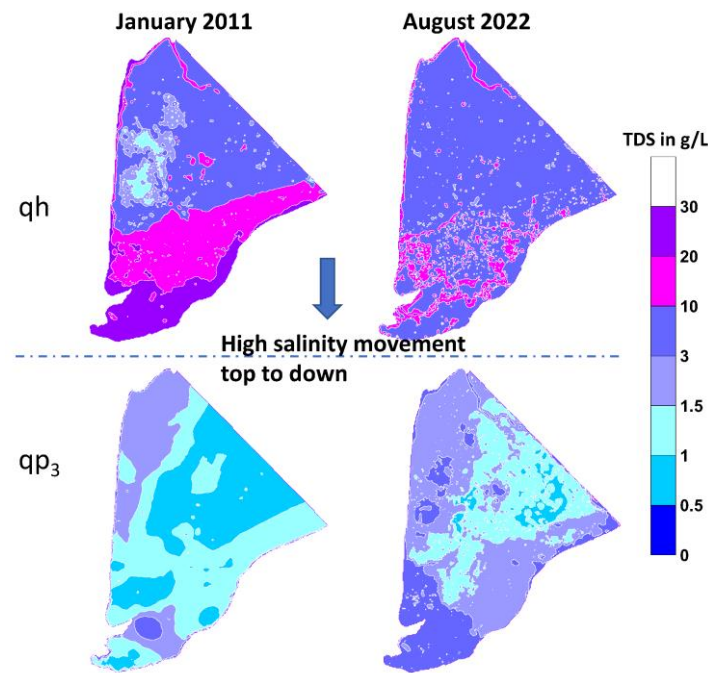 January 2011
August 2022
TDS in g/L
qh
30
20
10
3
1.5
1
0.5
0
High salinity movement
top to down
qp₃